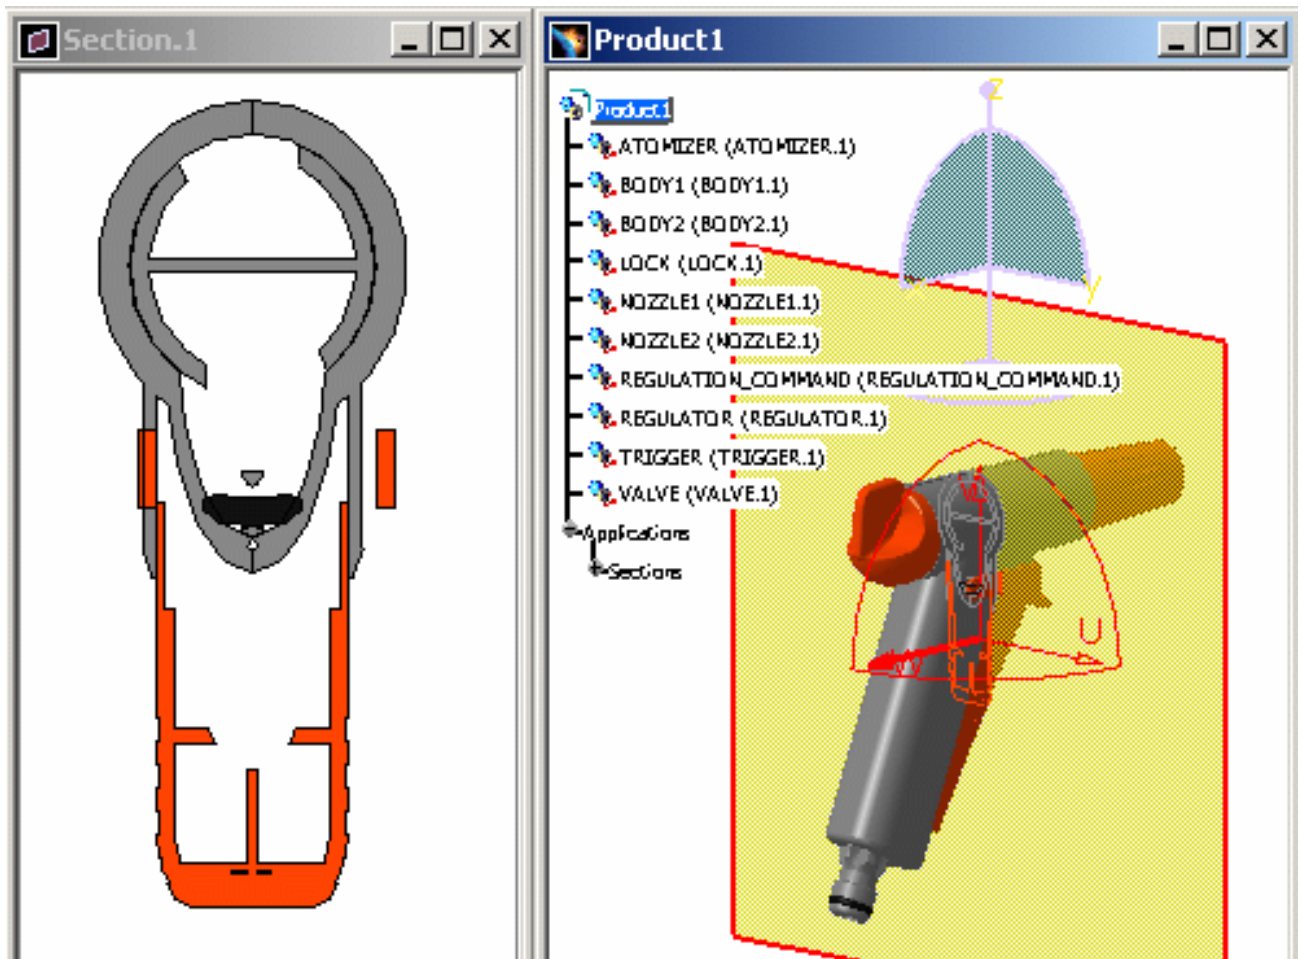 Section.1
Product1
Product1
ATOMIZER (ATOMIZER.1)
BODY1 (BODY1.1)
BODY2 (BODY2.1)
LOCK (LOCK.1)
NOZZLE1 (NOZZLE1.1)
NOZZLE2 (NOZZLE2.1)
REGULATION_COMMAND (REGULATION_COMMAND.1)
REGULATOR (REGULATOR.1)
TRIGGER (TRIGGER.1)
VALVE (VALVE.1)
Applications
Sections
z
y
U
W